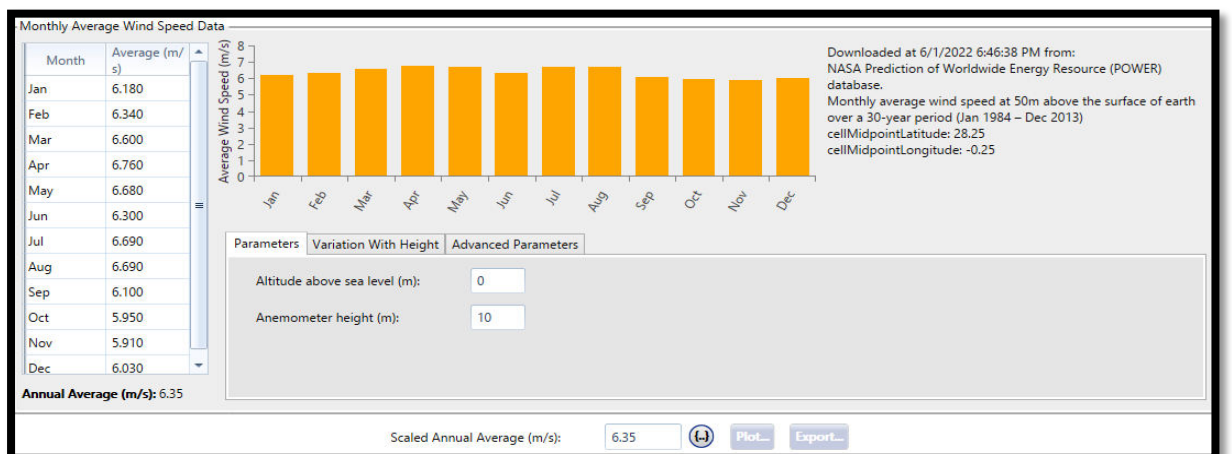 Monthly Average Wind Speed Data
Month Average (m/s)
Jan 6.180
Feb 6.340
Mar 6.600
Apr 6.760
May 6.680
Jun 6.300
Jul 6.690
Aug 6.690
Sep 6.100
Oct 5.950
Nov 5.910
Dec 6.030
Annual Average (m/s): 6.35
Average Wind Speed (m/s)
8
7
6
5
4
3
2
1
0
Jan Feb Mar Apr May Jun Jul Aug Sep Oct Nov Dec
Downloaded at 6/1/2022 6:46:38 PM from:
NASA Prediction of Worldwide Energy Resource (POWER)
database.
Monthly average wind speed at 50m above the surface of earth
over a 30-year period (Jan 1984 – Dec 2013)
cellMidpointLatitude: 28.25
cellMidpointLongitude: -0.25
Parameters Variation With Height Advanced Parameters
Altitude above sea level (m): 0
Anemometer height (m): 10
Scaled Annual Average (m/s): 6.35 {..} Plot... Export...